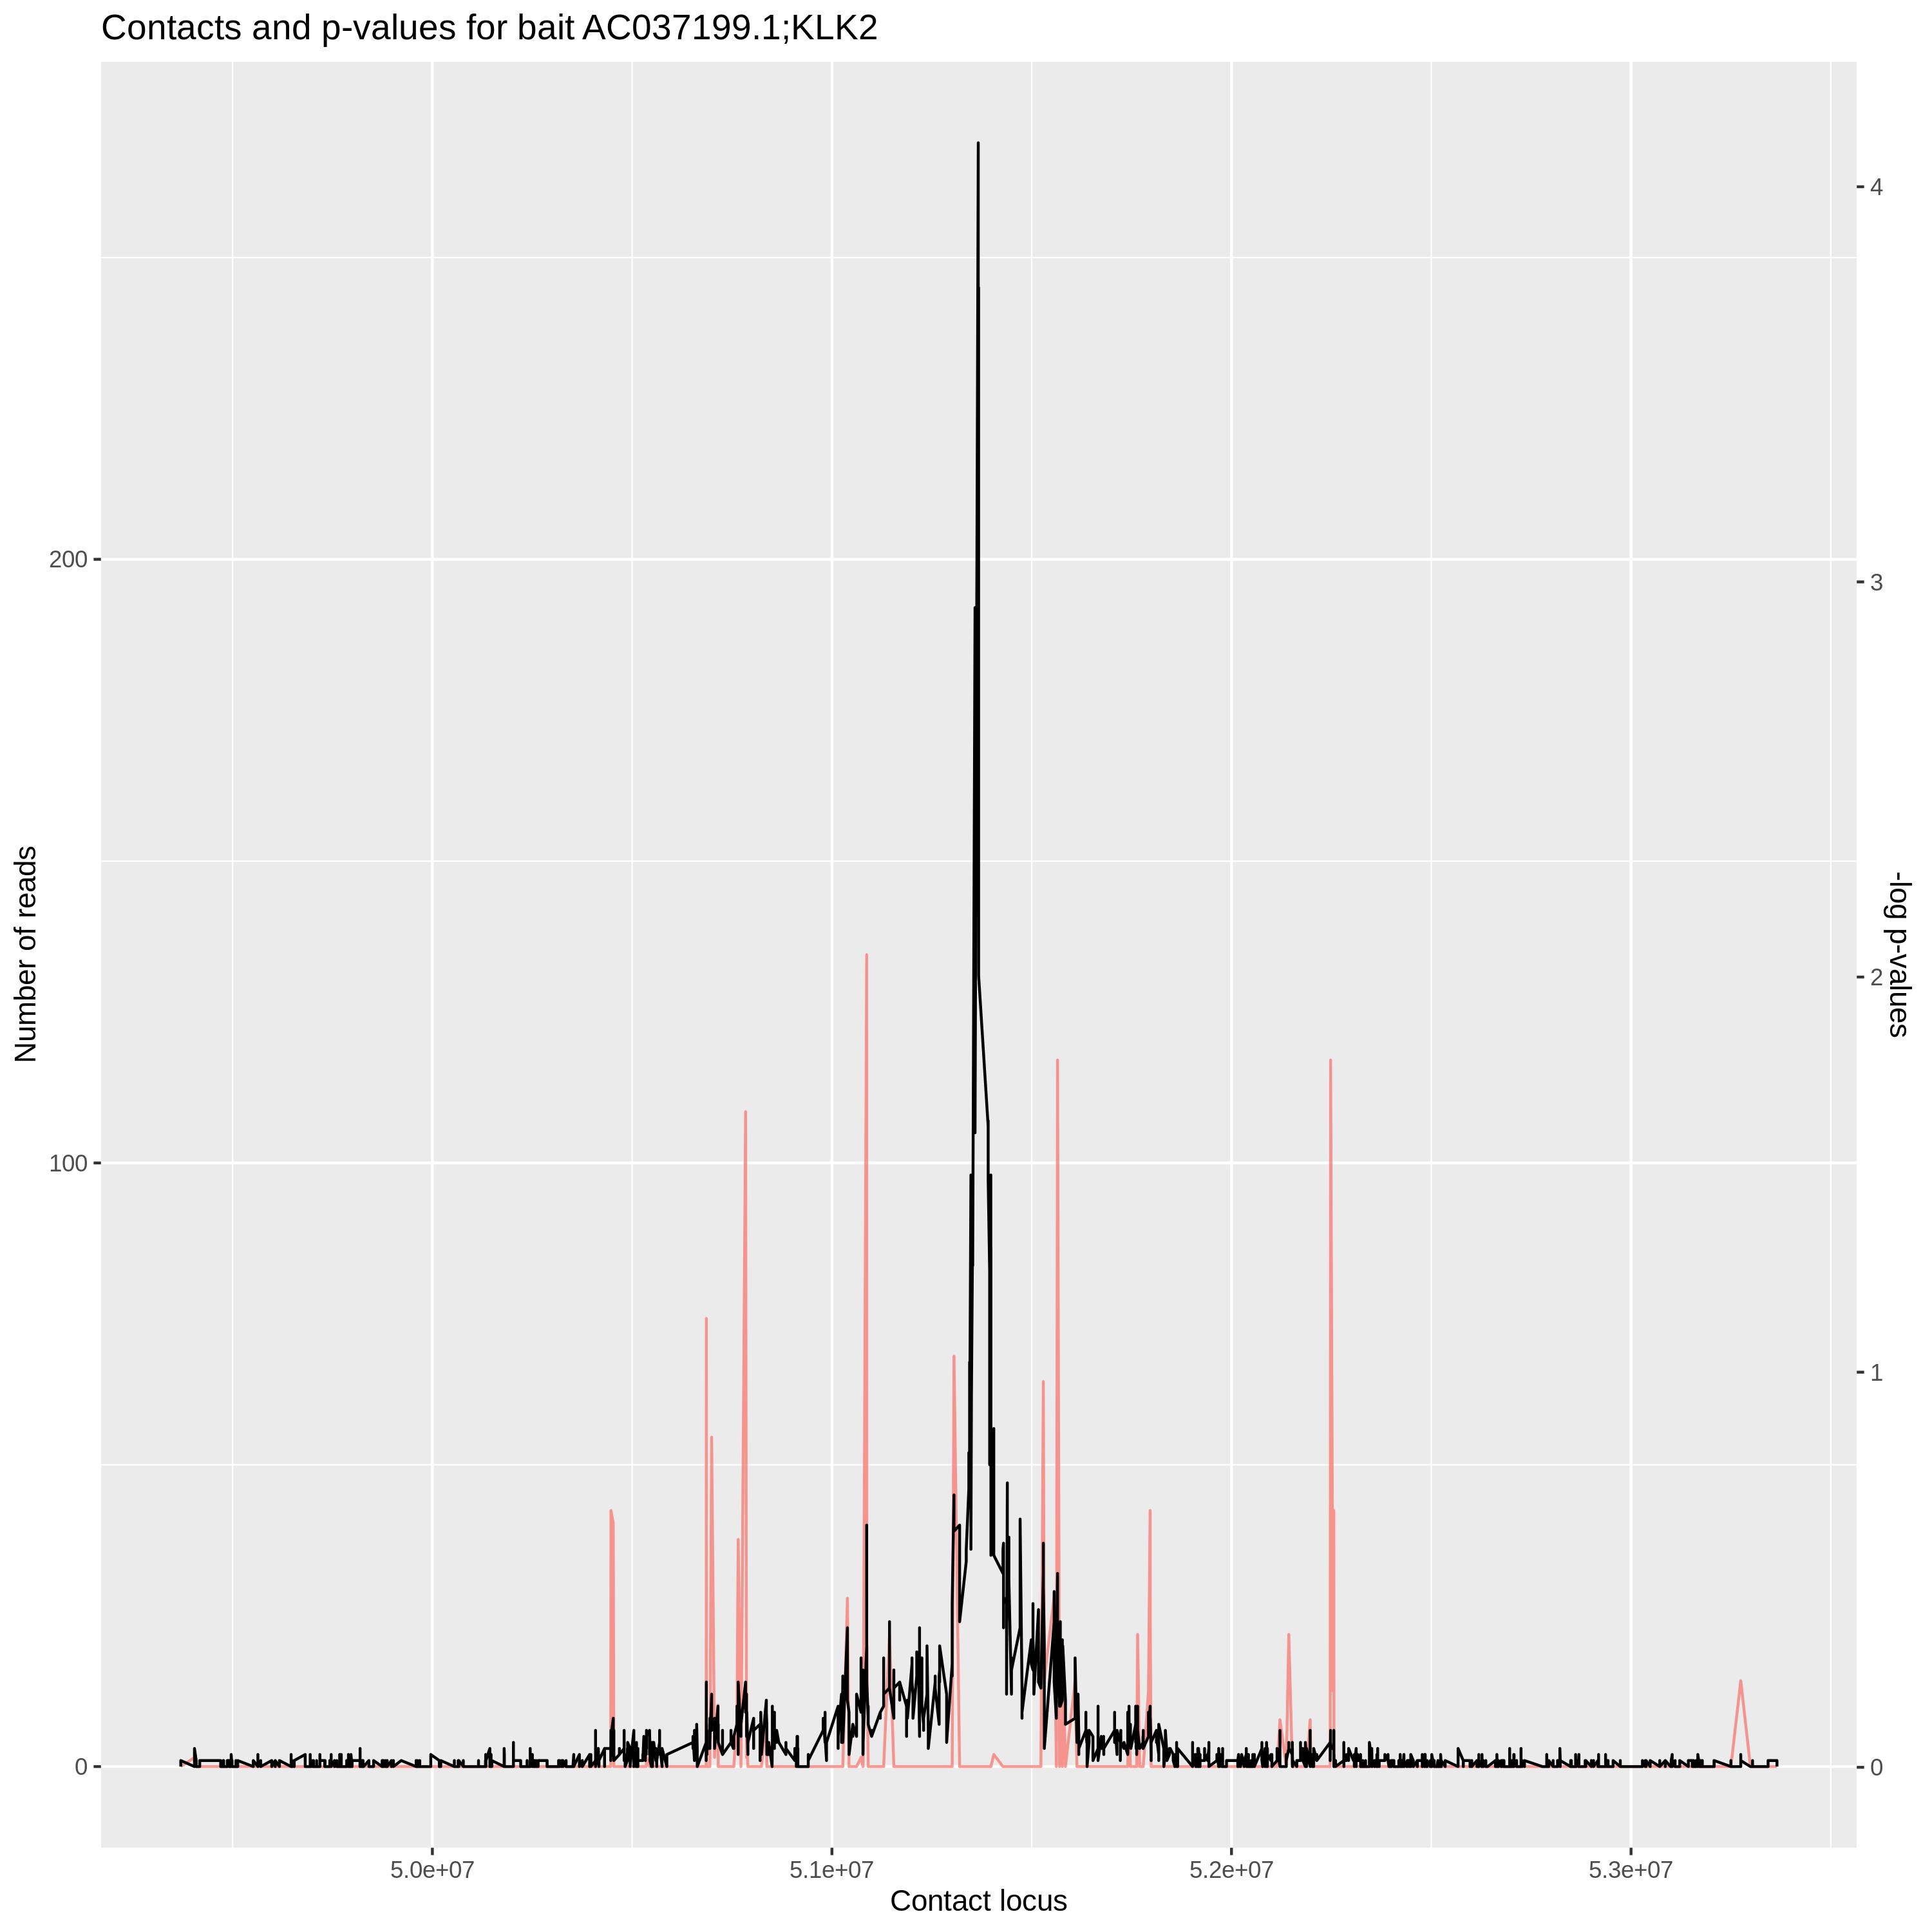 Contacts and p-values for bait AC037199.1;KLK2
200
100
0
Number of reads
4
3
2
1
0
-log p-values
5.0e+07 5.1e+07 5.2e+07 5.3e+07
Contact locus